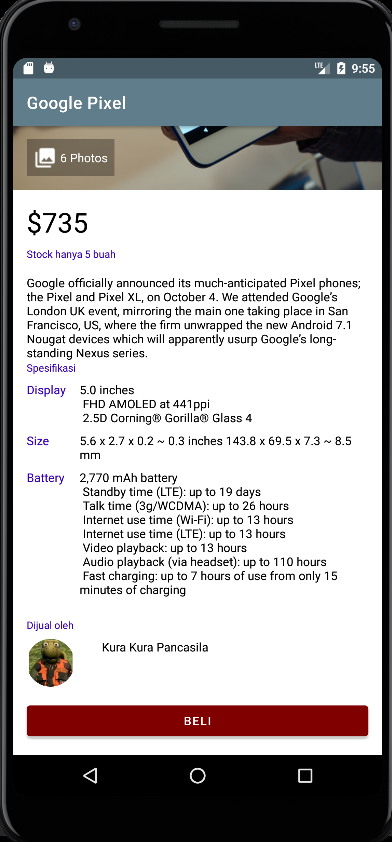 LTE 9:55
Google Pixel
6 Photos
$735
Stock hanya 5 buah
Google officially announced its much-anticipated Pixel phones;
the Pixel and Pixel XL, on October 4. We attended Google's
London UK event, mirroring the main one taking place in San
Francisco, US, where the firm unwrapped the new Android 7.1
Nougat devices which will apparently usurp Google's long-
standing Nexus series.
Spesifikasi
Display 5.0 inches
FHD AMOLED at 441ppi
2.5D Corning® Gorilla® Glass 4
Size 5.6 x 2.7 x 0.2 ~ 0.3 inches 143.8 x 69.5 x 7.3 ~ 8.5
mm
Battery 2,770 mAh battery
Standby time (LTE): up to 19 days
Talk time (3g/WCDMA): up to 26 hours
Internet use time (Wi-Fi): up to 13 hours
Internet use time (LTE): up to 13 hours
Video playback: up to 13 hours
Audio playback (via headset): up to 110 hours
Fast charging: up to 7 hours of use from only 15
minutes of charging
Dijual oleh
Kura Kura Pancasila
BELI